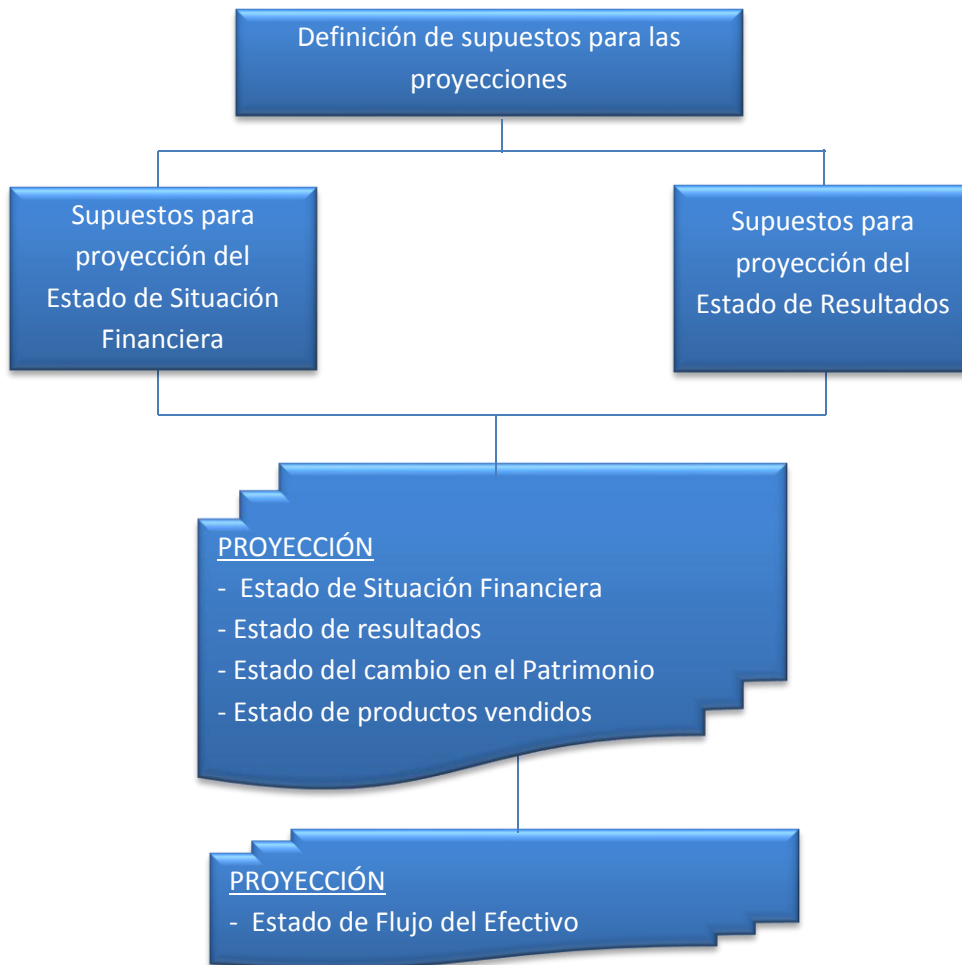 Definición de supuestos para las
proyecciones
Supuestos para
proyección del
Estado de Situación
Financiera
Supuestos para
proyección del
Estado de Resultados
PROYECCIÓN
- Estado de Situación Financiera
- Estado de resultados
- Estado del cambio en el Patrimonio
- Estado de productos vendidos
PROYECCIÓN
- Estado de Flujo del Efectivo